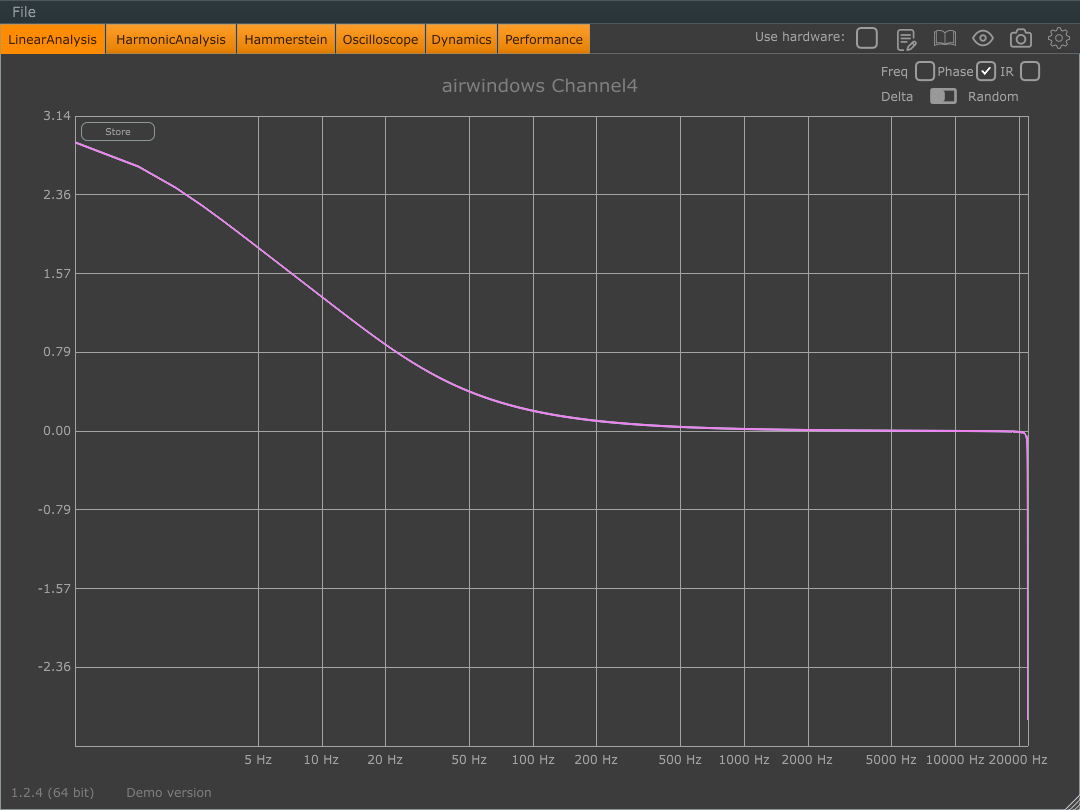 File
LinearAnalysis HarmonicAnalysis Hammerstein Oscilloscope Dynamics Performance Use hardware:
Freq Phase IR
airwindows Channel4
Delta Random
3.14
Store
2.36
1.57
0.79
0.00
-0.79
-1.57
-2.36
5 Hz 10 Hz 20 Hz 50 Hz 100 Hz 200 Hz 500 Hz 1000 Hz 2000 Hz 5000 Hz 10000 Hz 20000 Hz
1.2.4 (64 bit) Demo version